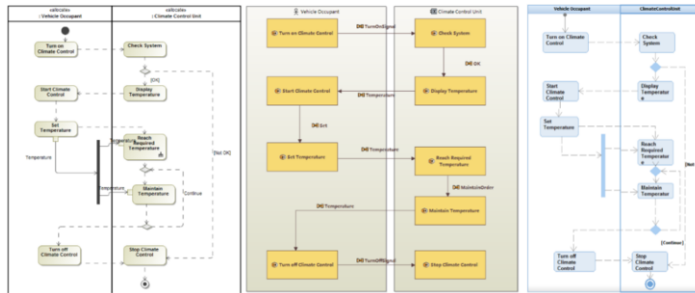 «allocate»
: Vehicle Occupant
«allocate»
: Climate Control Unit
Turn on
Climate Control
Check System
[OK]
Start Climate
Control
Display
Temperature
Set
Temperature
[Not OK]
Temperature
Reach
Required
Temperature
Temperature
Maintain
Temperature
Continue
Turn off
Climate Control
Stop Climate
Control
Vehicle Occupant
Climate Control Unit
Turn on Climate Control
TurnOnSignal
Check System
OK
Start Climate Control
Temperature
Display Temperature
Temperature
Reach Required
Temperature
MaintainOrder
Temperature
Maintain Temperature
Turn off Climate Control
TurnOffSignal
Stop Climate Control
Vehicle Occupant
ClimateControlUnit
Turn on
Climate
Control
Check
System
Start
Climate
Control
Display
Temperatur
e
Set
Temperature
Reach
Required
Temperatur
e
[Not
Maintain
Temperatur
e
[Continue]
Turn off
Climate
Control
Stop
Climate
Control